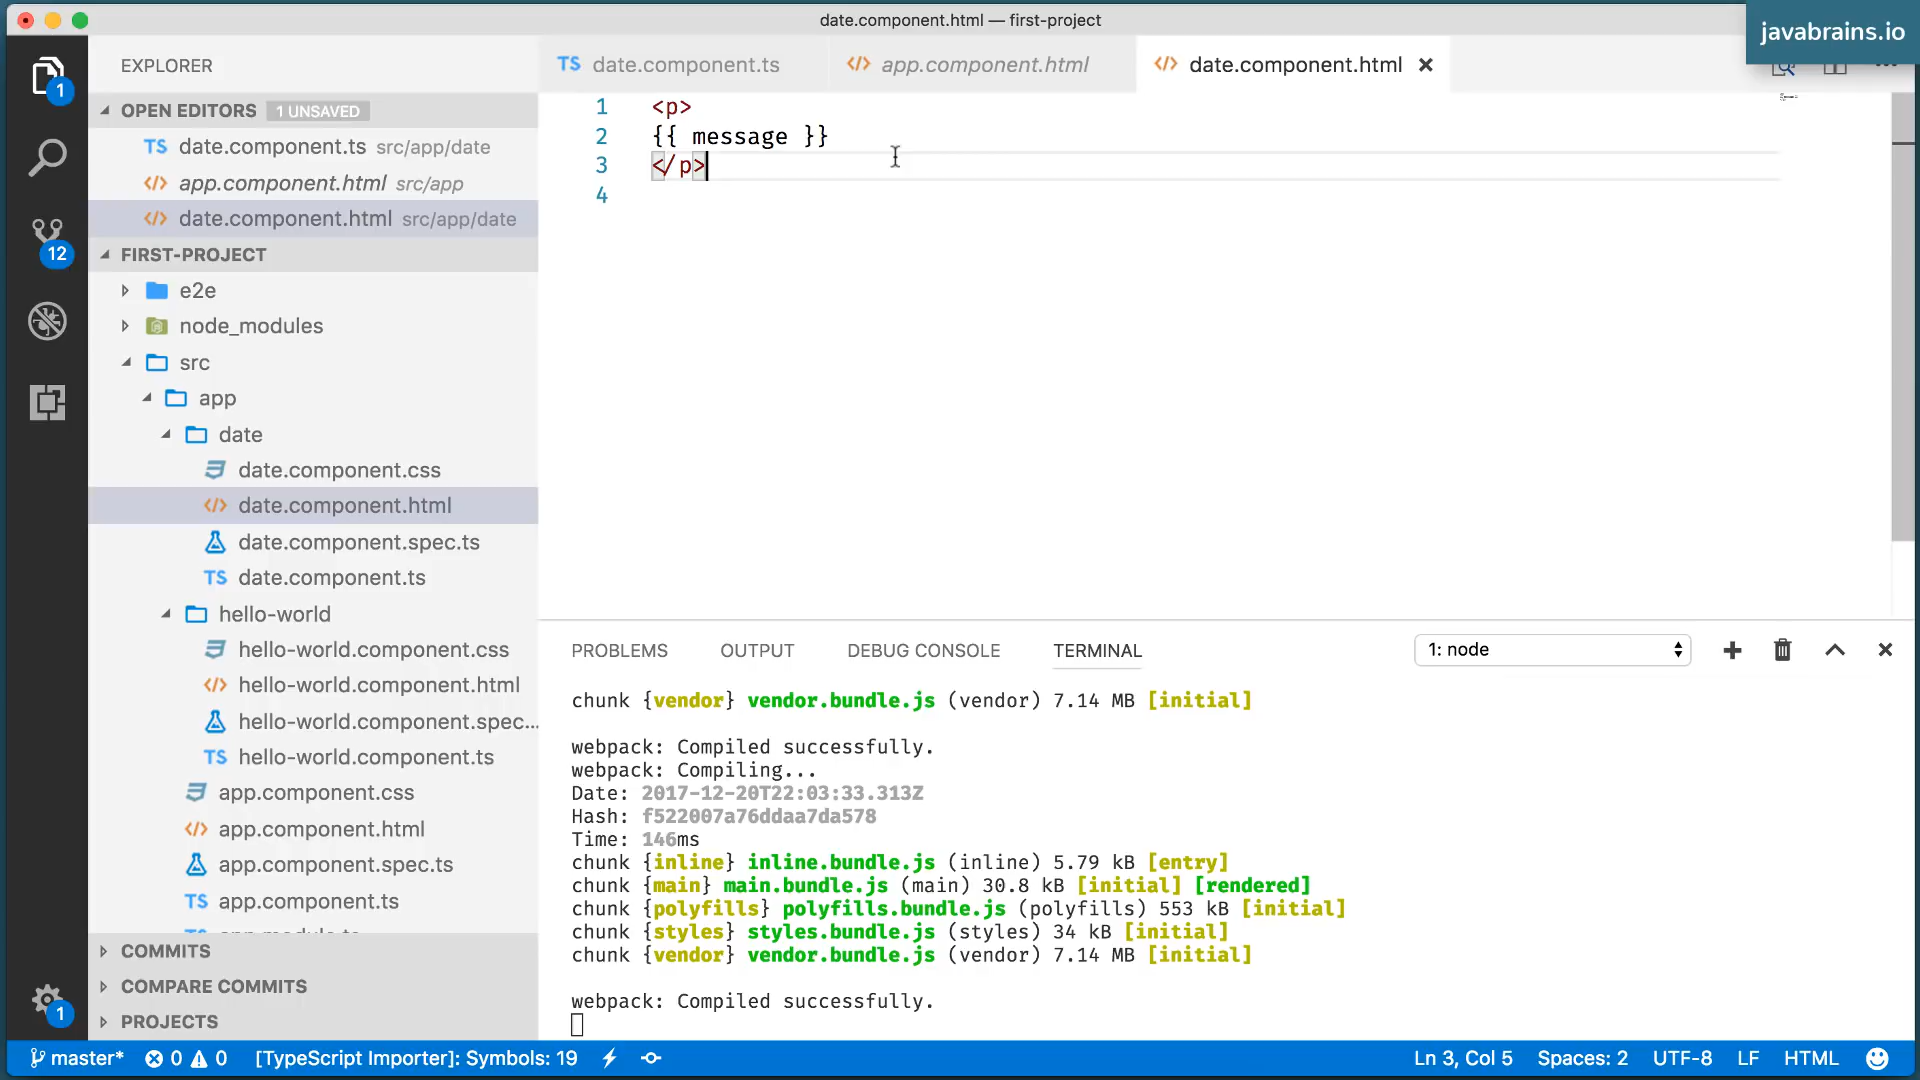 date.component.html — first-project
javabrains.io
EXPLORER
TS date.component.ts
</> app.component.html
</> date.component.html
OPEN EDITORS 1 UNSAVED
TS date.component.ts src/app/date
</> app.component.html src/app
</> date.component.html src/app/date
FIRST-PROJECT
e2e
node_modules
src
app
date
date.component.css
</> date.component.html
date.component.spec.ts
TS date.component.ts
hello-world
hello-world.component.css
</> hello-world.component.html
hello-world.component.spec...
TS hello-world.component.ts
app.component.css
</> app.component.html
app.component.spec.ts
TS app.component.ts
COMMITS
COMPARE COMMITS
PROJECTS
1
12
1
1 <p>
2 {{ message }}
3 </p>
4
PROBLEMS OUTPUT DEBUG CONSOLE TERMINAL 1: node
chunk {vendor} vendor.bundle.js (vendor) 7.14 MB [initial]
webpack: Compiled successfully.
webpack: Compiling...
Date: 2017-12-20T22:03:33.313Z
Hash: f522007a76ddaa7da578
Time: 146ms
chunk {inline} inline.bundle.js (inline) 5.79 kB [entry]
chunk {main} main.bundle.js (main) 30.8 kB [initial] [rendered]
chunk {polyfills} polyfills.bundle.js (polyfills) 553 kB [initial]
chunk {styles} styles.bundle.js (styles) 34 kB [initial]
chunk {vendor} vendor.bundle.js (vendor) 7.14 MB [initial]
webpack: Compiled successfully.
master* 0 0 [TypeScript Importer]: Symbols: 19 Ln 3, Col 5 Spaces: 2 UTF-8 LF HTML